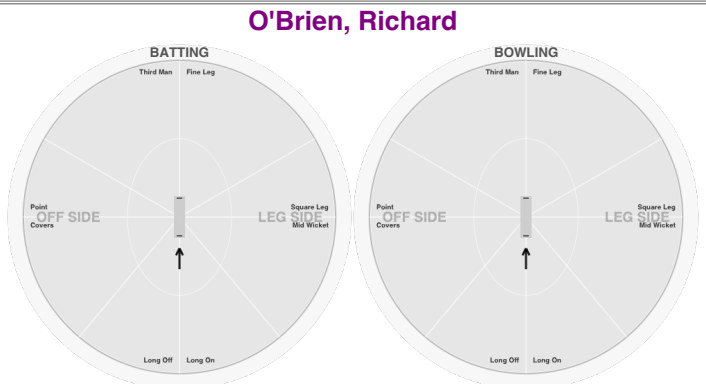 O'Brien, Richard
BATTING
Third Man Fine Leg
Point
OFF SIDE
Covers
Square Leg
LEG SIDE
Mid Wicket
Long Off Long On
BOWLING
Third Man Fine Leg
Point
OFF SIDE
Covers
Square Leg
LEG SIDE
Mid Wicket
Long Off Long On